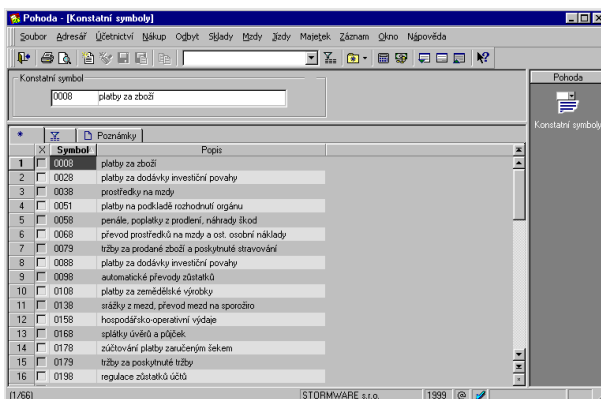 Pohoda - [Konstatní symboly]
Soubor Adresář Účetnictví Nákup Odbyt Sklady Mzdy Jízdy Majetek Záznam Okno Nápověda
Konstatní symbol
0008 platby za zboží
Pohoda
Konstatní symboly
* Poznámky
X Symbol Popis
1 0008 platby za zboží
2 0028 platby za dodávky investiční povahy
3 0038 prostředky na mzdy
4 0051 platby na podkladě rozhodnutí orgánu
5 0058 penále, poplatky z prodlení, náhrady škod
6 0068 převod prostředků na mzdy a ost. osobní náklady
7 0079 tržby za prodané zboží a poskytnuté stravování
8 0088 platby za dodávky investiční povahy
9 0098 automatické převody zůstatků
10 0108 platby za zemědělské výrobky
11 0138 srážky z mezd, převod mezd na sporožiro
12 0158 hospodářsko-operativní výdaje
13 0168 splátky úvěrů a půjček
14 0178 zúčtování platby zaručeným šekem
15 0179 tržby za poskytnuté tržby
16 0198 regulace zůstatků účtů
(1/66) STORMWARE s.r.o. 1999 @